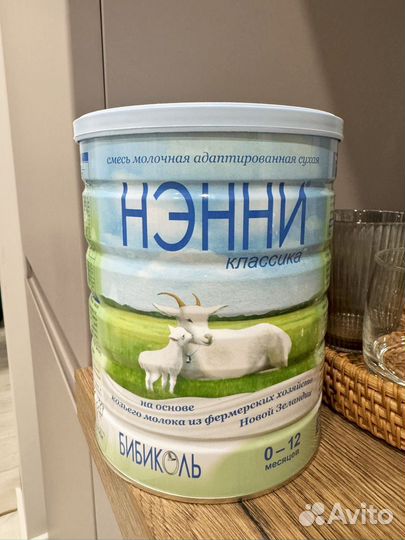 смесь молочная адаптированная сухая
НЭННИ
классика
на основе
козьего молока из фермерских хозяйств
Новой Зеландии
БИБИКОЛЬ
0–12
месяцев
Avito